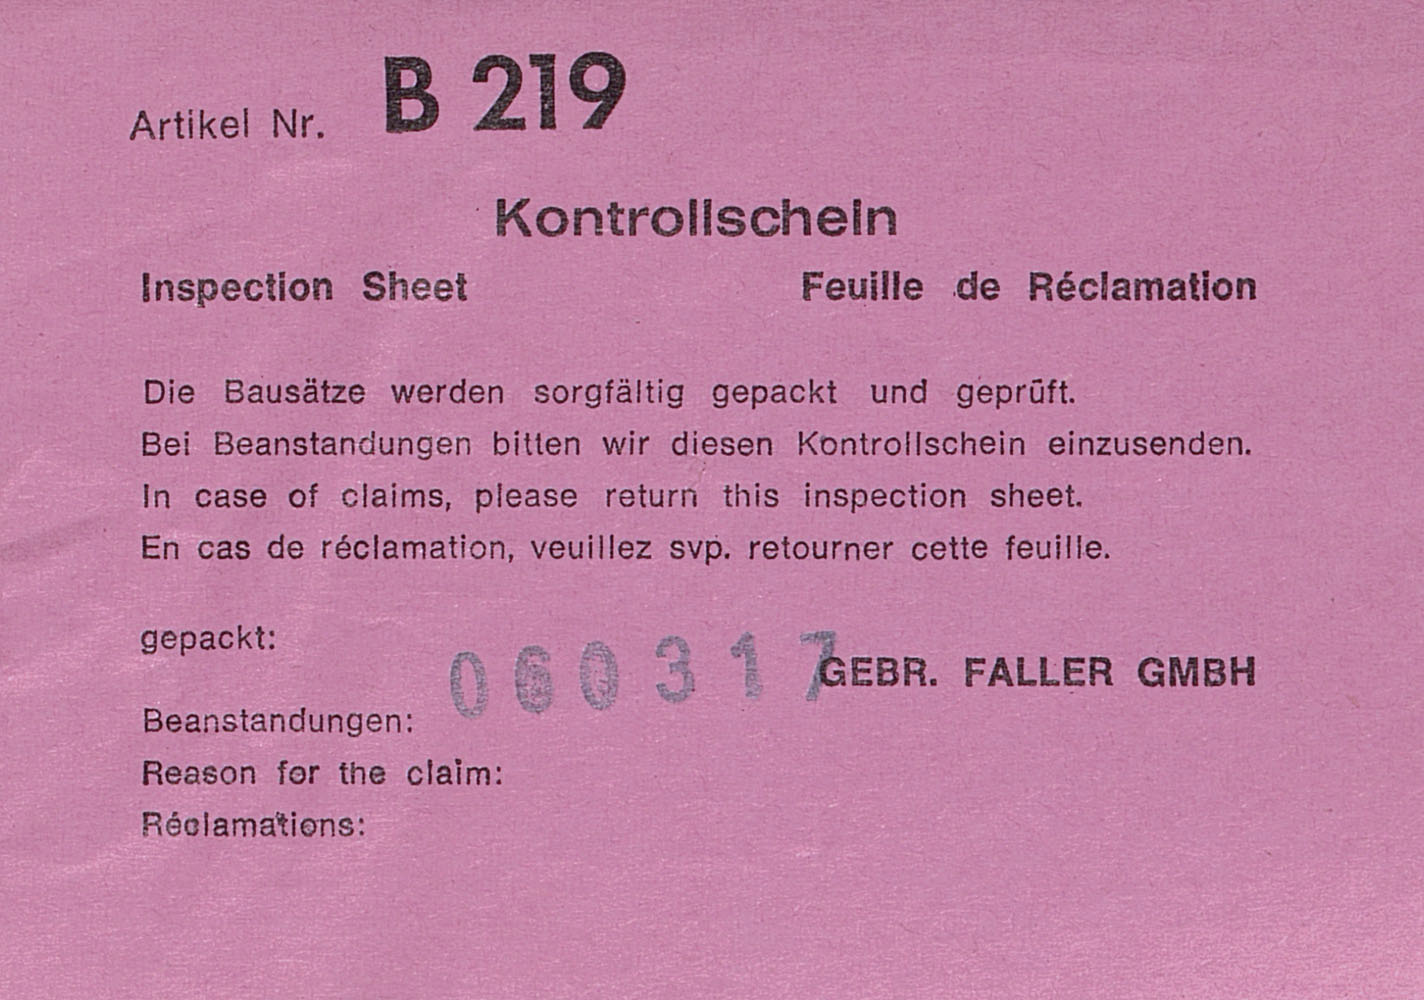 Artikel Nr. B 219
Kontrollschein
Inspection Sheet Feuille de Réclamation
Die Bausätze werden sorgfältig gepackt und geprüft.
Bei Beanstandungen bitten wir diesen Kontrollschein einzusenden.
In case of claims, please return this inspection sheet.
En cas de réclamation, veuillez svp. retourner cette feuille.
gepackt:
060317
GEBR. FALLER GMBH
Beanstandungen:
Reason for the claim:
Réclamations: